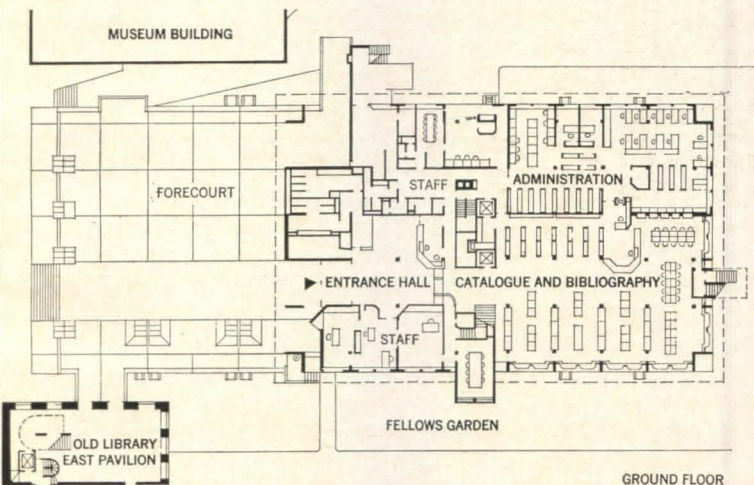 MUSEUM BUILDING
FORECOURT
STAFF
ADMINISTRATION
ENTRANCE HALL
CATALOGUE AND BIBLIOGRAPHY
STAFF
OLD LIBRARY
EAST PAVILION
FELLOWS GARDEN
GROUND FLOOR